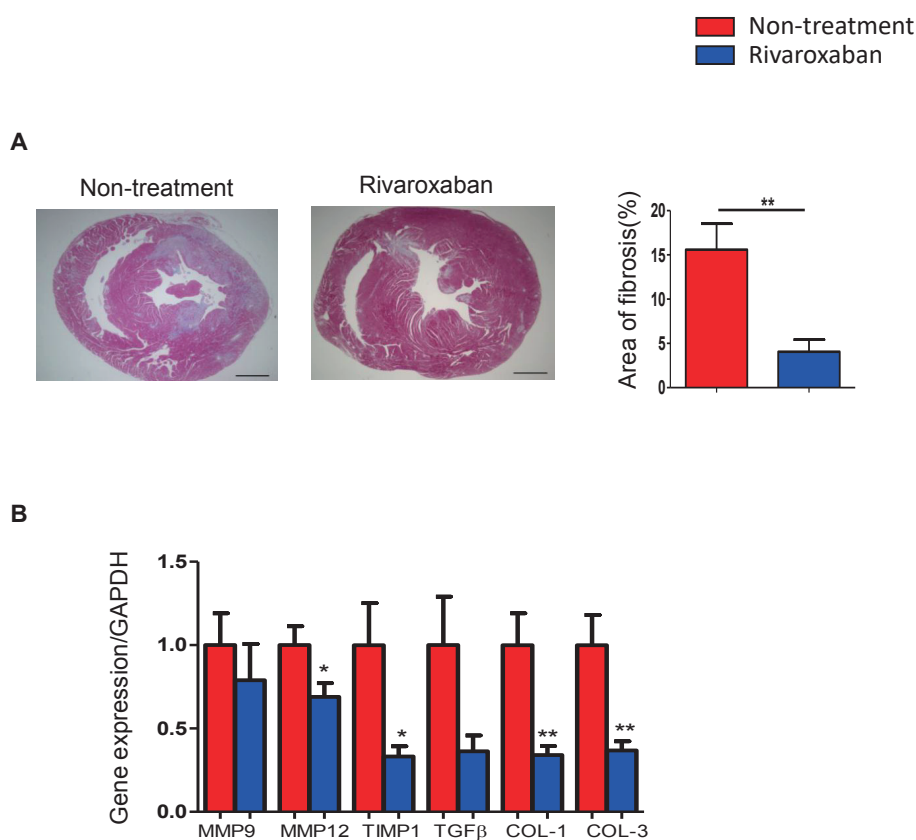 Non-treatment
Rivaroxaban
A
Non-treatment
Rivaroxaban
Area of fibrosis(%)
20
15
10
5
0
**
B
Gene expression/GAPDH
1.5
1.0
0.5
0.0
*
*
**
**
MMP9 MMP12 TIMP1 TGFβ COL-1 COL-3